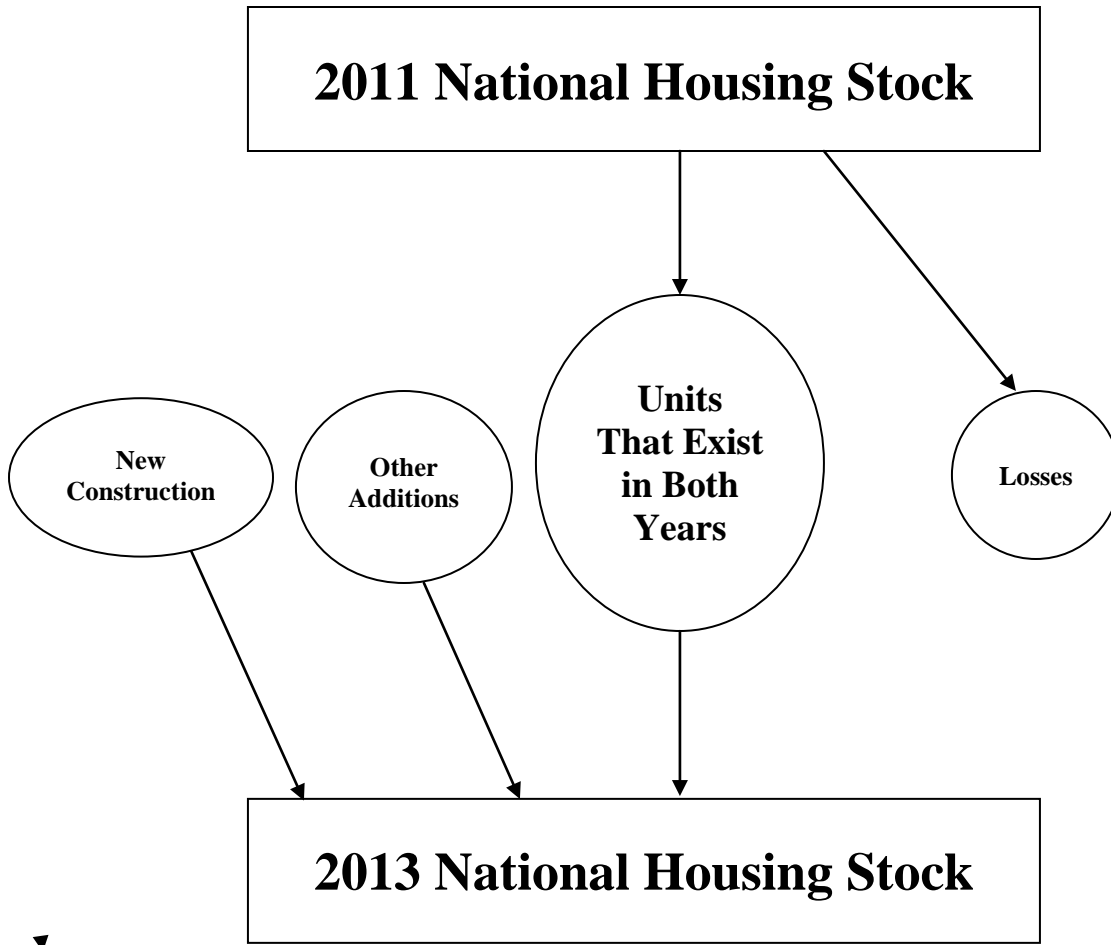 2011 National Housing Stock
Units
That Exist
in Both
Years
New
Construction
Other
Additions
Losses
2013 National Housing Stock